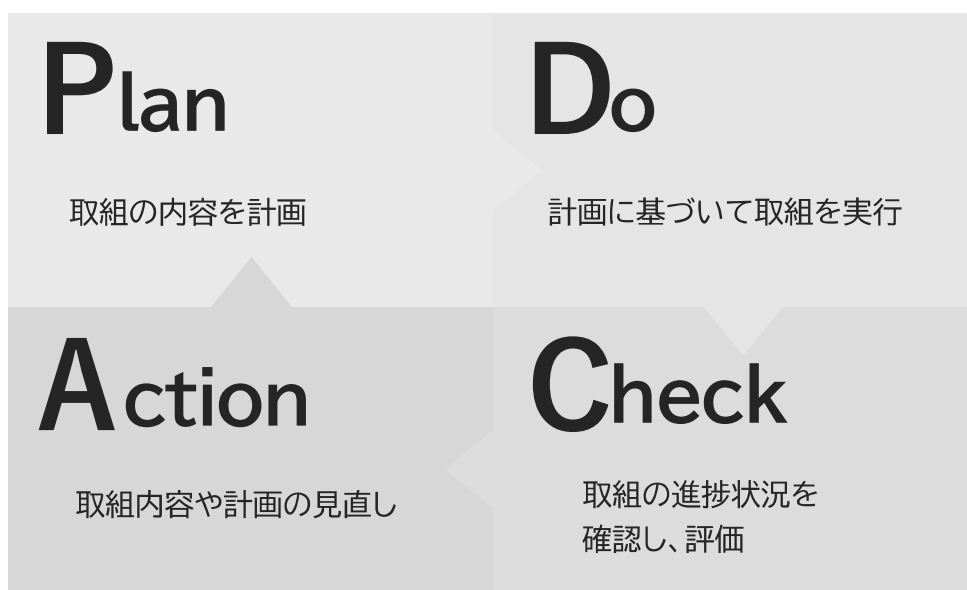 Plan
取組の内容を計画
Do
計画に基づいて取組を実行
Action
取組内容や計画の見直し
Check
取組の進捗状況を
確認し、評価